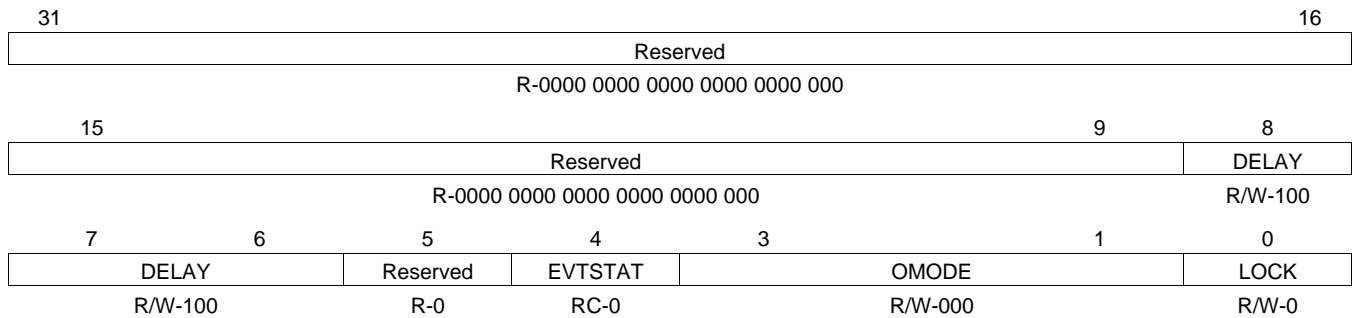 31 16
Reserved
R-0000 0000 0000 0000 0000 000
15 9 8
Reserved DELAY
R-0000 0000 0000 0000 0000 000 R/W-100
7 6 5 4 3 1 0
DELAY Reserved EVTSTAT OMODE LOCK
R/W-100 R-0 RC-0 R/W-000 R/W-0